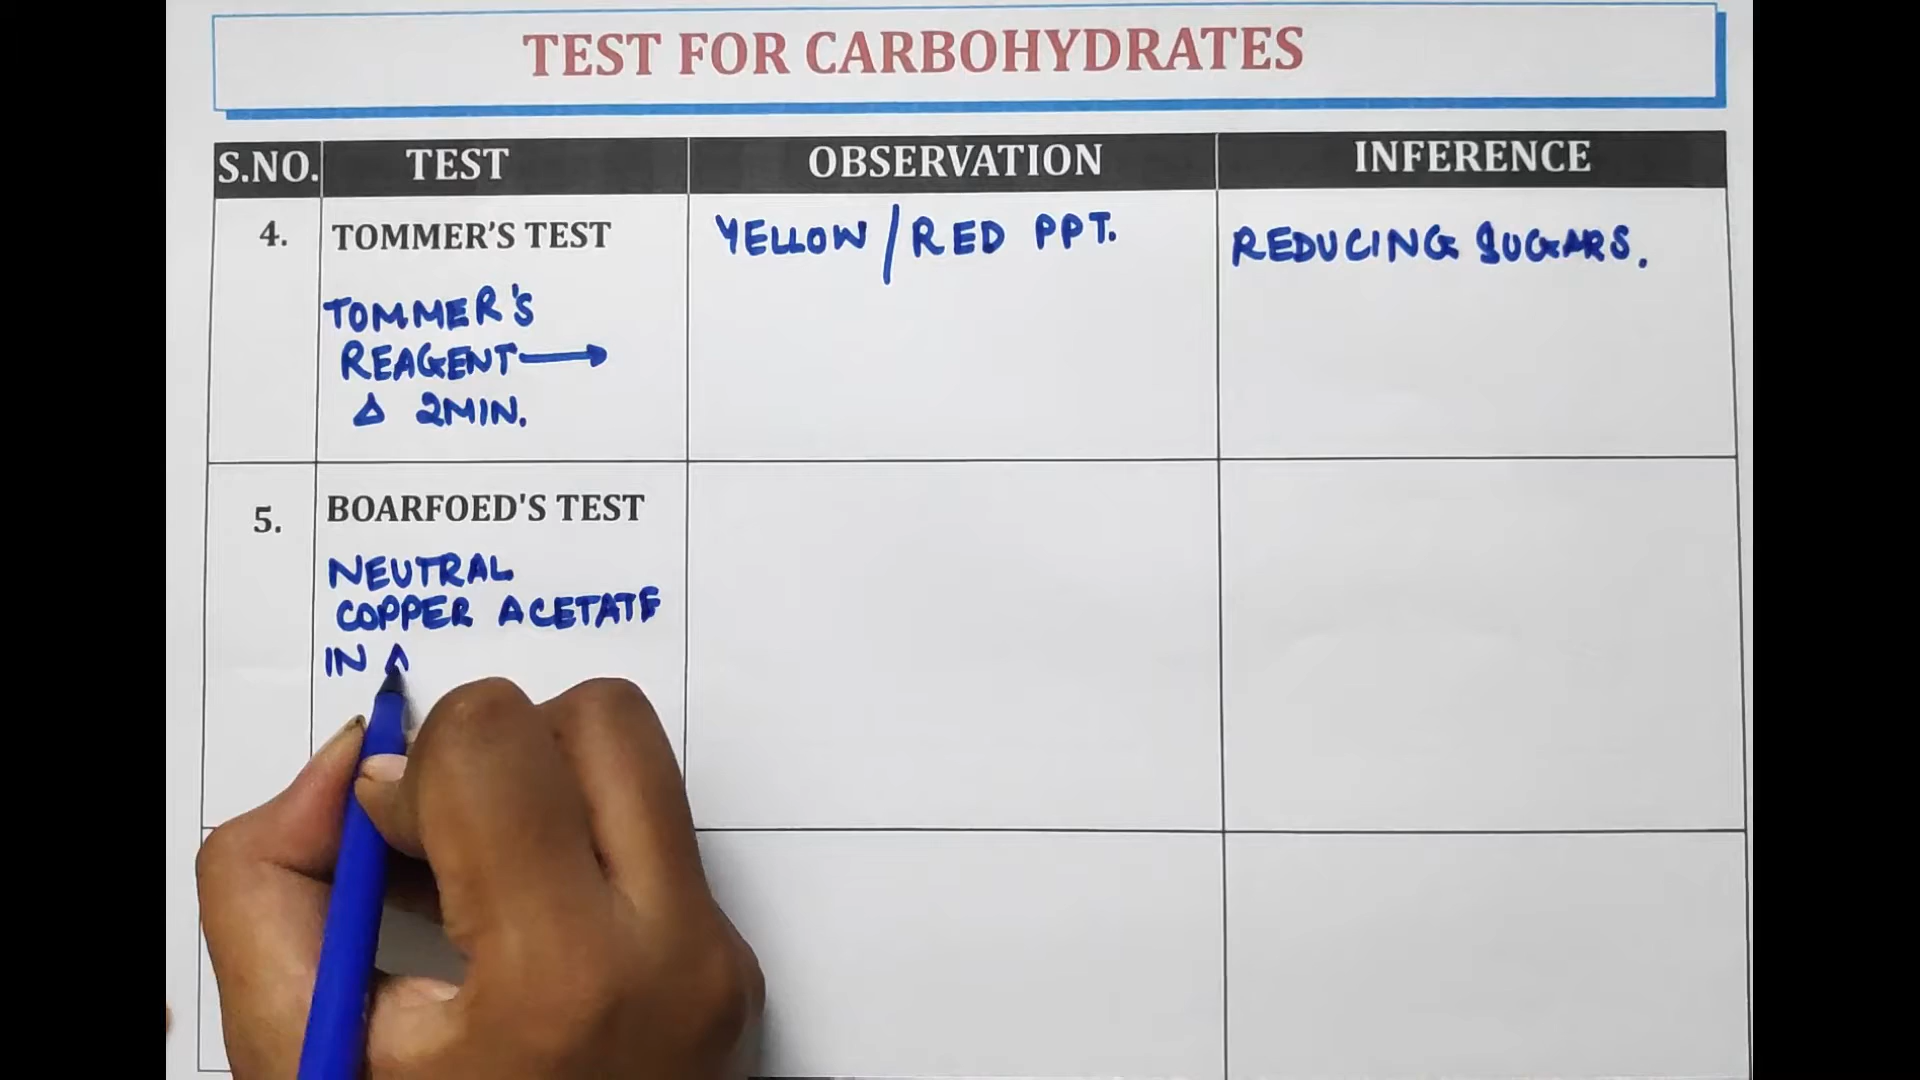 TEST FOR CARBOHYDRATES
S.NO. TEST OBSERVATION INFERENCE
4. TOMMER'S TEST YELLOW / RED PPT. REDUCING SUGARS.
TOMMER'S
REAGENT →
Δ 2MIN.
5. BOARFOED'S TEST
NEUTRAL
COPPER ACETATE
IN A